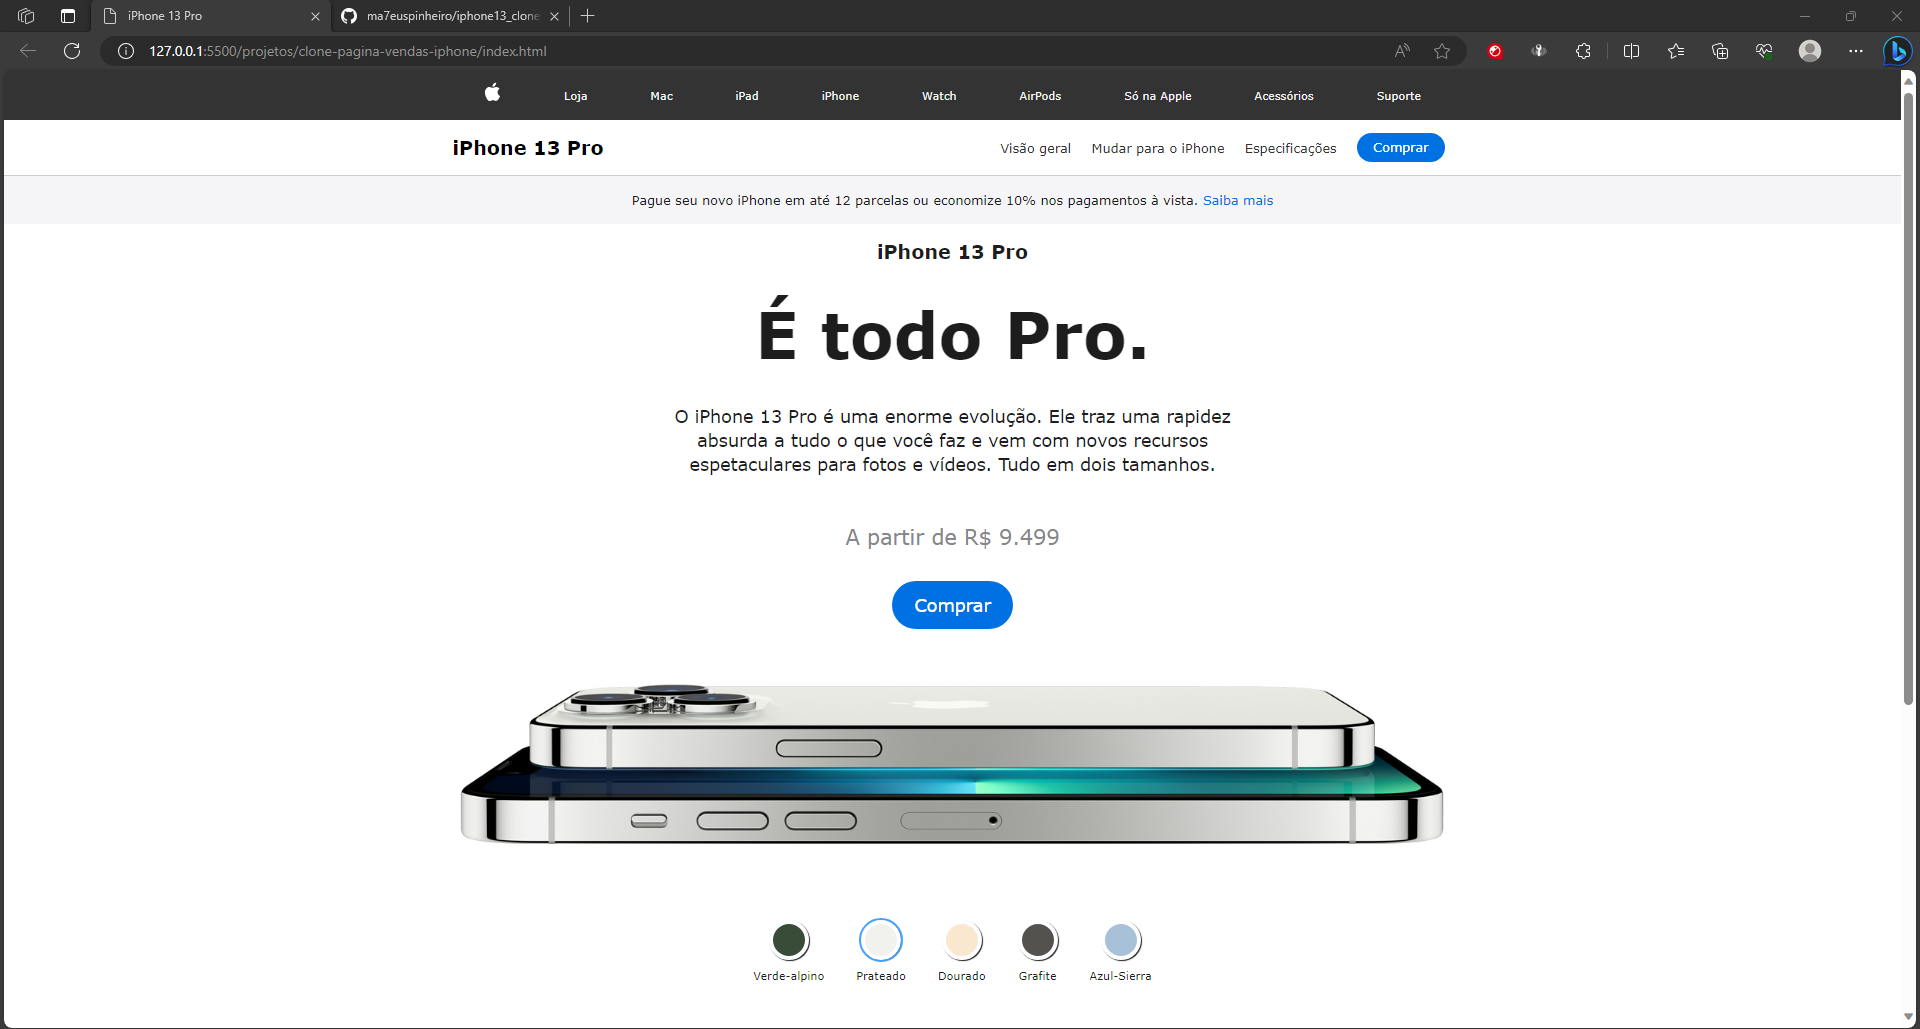 iPhone 13 Pro
ma7euspinheiro/iphone13_clone
127.0.0.1:5500/projetos/clone-pagina-vendas-iphone/index.html
Loja Mac iPad iPhone Watch AirPods Só na Apple Acessórios Suporte
iPhone 13 Pro
Visão geral Mudar para o iPhone Especificações Comprar
Pague seu novo iPhone em até 12 parcelas ou economize 10% nos pagamentos à vista. Saiba mais
iPhone 13 Pro
É todo Pro.
O iPhone 13 Pro é uma enorme evolução. Ele traz uma rapidez
absurda a tudo o que você faz e vem com novos recursos
espetaculares para fotos e vídeos. Tudo em dois tamanhos.
A partir de R$ 9.499
Comprar
Verde-alpino Prateado Dourado Grafite Azul-Sierra